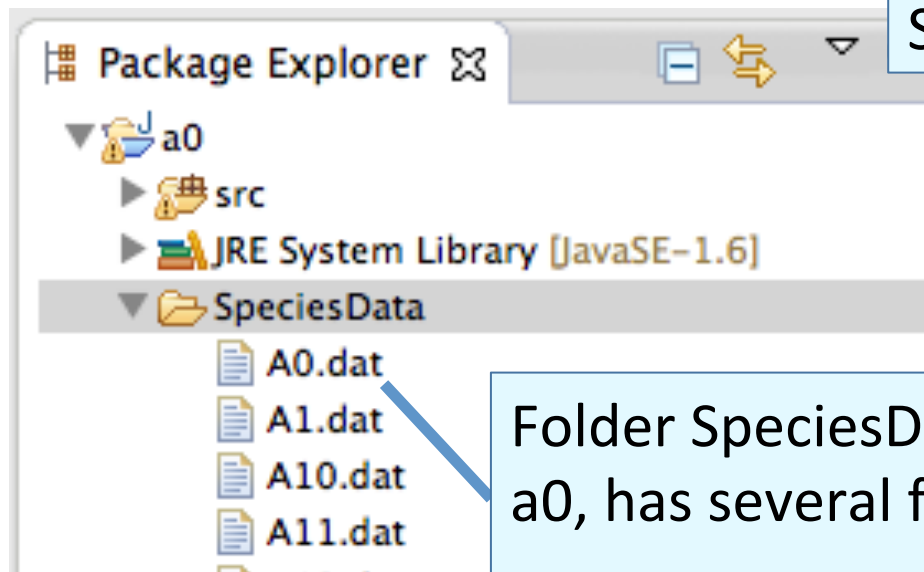 S
Package Explorer
a0
src
JRE System Library [JavaSE-1.6]
SpeciesData
A0.dat
A1.dat
A10.dat
A11.dat
Folder SpeciesD
a0, has several f